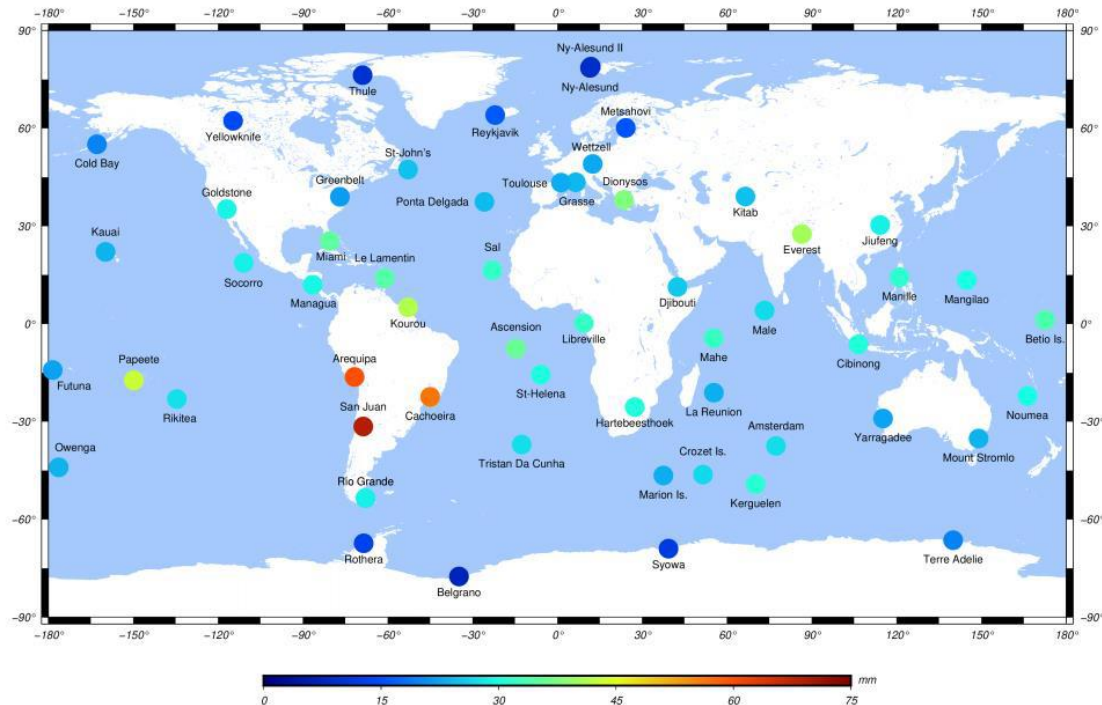 −180° −150° −120° −90° −60° −30° 0° 30° 60° 90° 120° 150° 180°
90° 90°
Ny-Alesund II
Thule
Ny-Alesund
Yellowknife
Reykjavik
Metsahovi
60° 60°
Cold Bay
St-John's
Wettzell
Goldstone
Greenbelt
Toulouse
Dionysos
Ponta Delgada
Grasse
Kitab
30° 30°
Kauai
Miami
Le Lamentin
Sal
Everest
Jiufeng
Socorro
Managua
Djibouti
Manille
Mangilao
Kourou
Male
0° 0°
Ascension
Libreville
Mahe
Cibinong
Betio Is.
Papeete
Arequipa
Futuna
St-Helena
Rikitea
San Juan
Cachoeira
Hartebeesthoek
La Reunion
Noumea
−30° −30°
Amsterdam
Yarragadee
Owenga
Tristan Da Cunha
Crozet Is.
Mount Stromlo
Rio Grande
Marion Is.
Kerguelen
−60° −60°
Rothera
Syowa
Terre Adelie
Belgrano
−90° −90°
−180° −150° −120° −90° −60° −30° 0° 30° 60° 90° 120° 150° 180°
mm
0 15 30 45 60 75